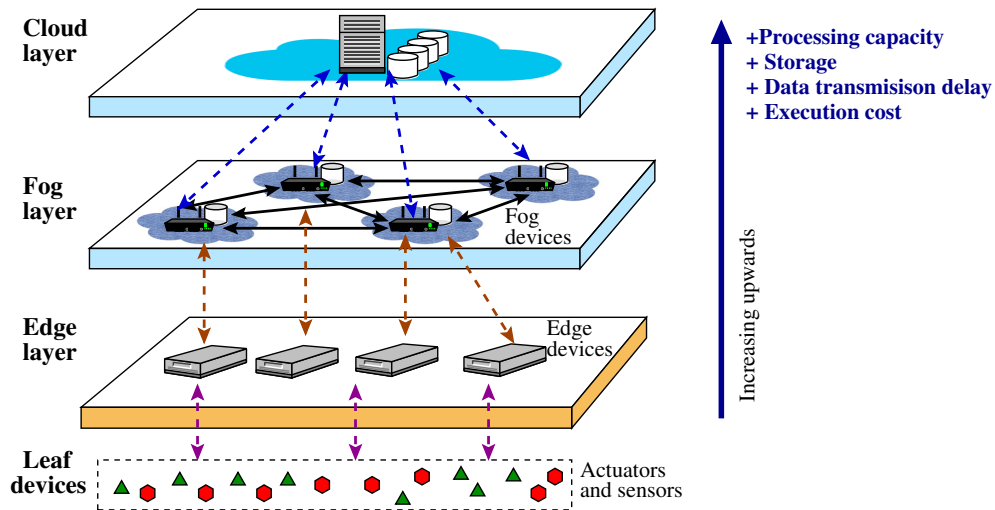 Cloud
layer
+Processing capacity
+ Storage
+ Data transmisison delay
+ Execution cost
Fog
layer
Fog
devices
Increasing upwards
Edge
layer
Edge
devices
Leaf
devices
Actuators
and sensors